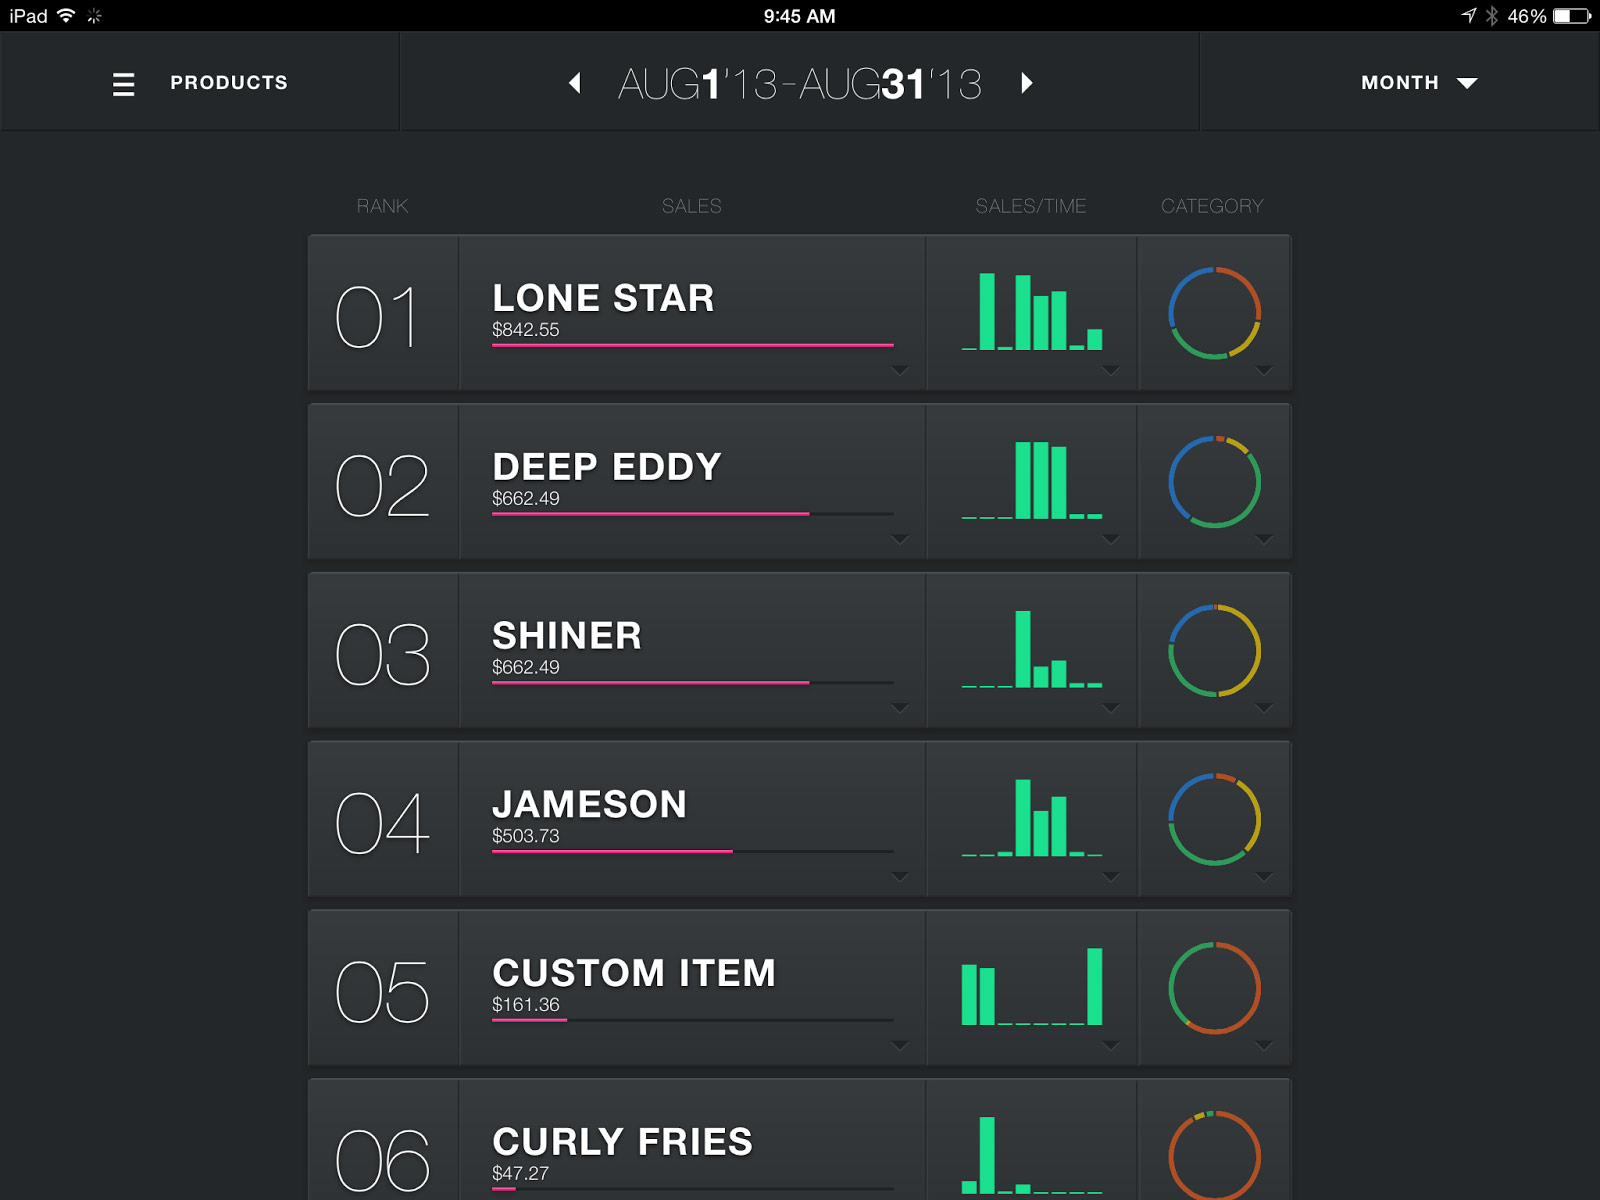 iPad 9:45 AM 46%
PRODUCTS AUG1'13-AUG31'13 MONTH
RANK SALES SALES/TIME CATEGORY
01 LONE STAR
$842.55
02 DEEP EDDY
$662.49
03 SHINER
$662.49
04 JAMESON
$503.73
05 CUSTOM ITEM
$161.36
06 CURLY FRIES
$47.27